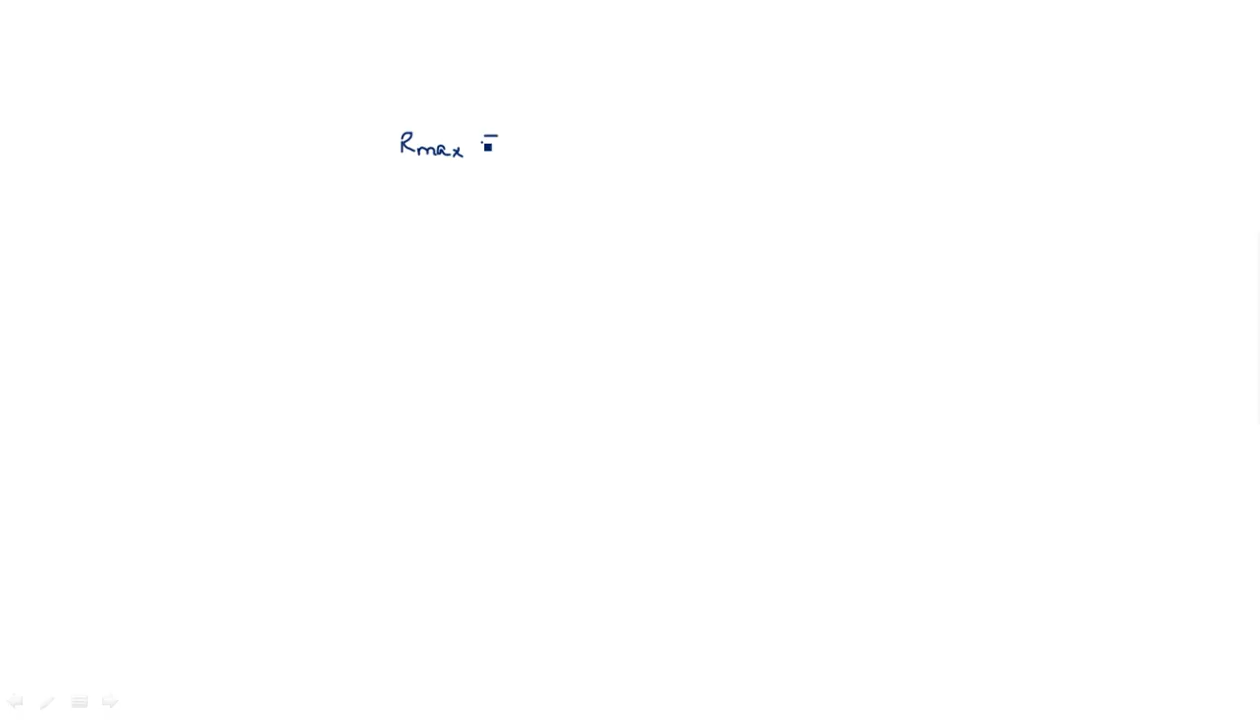 Rmax =